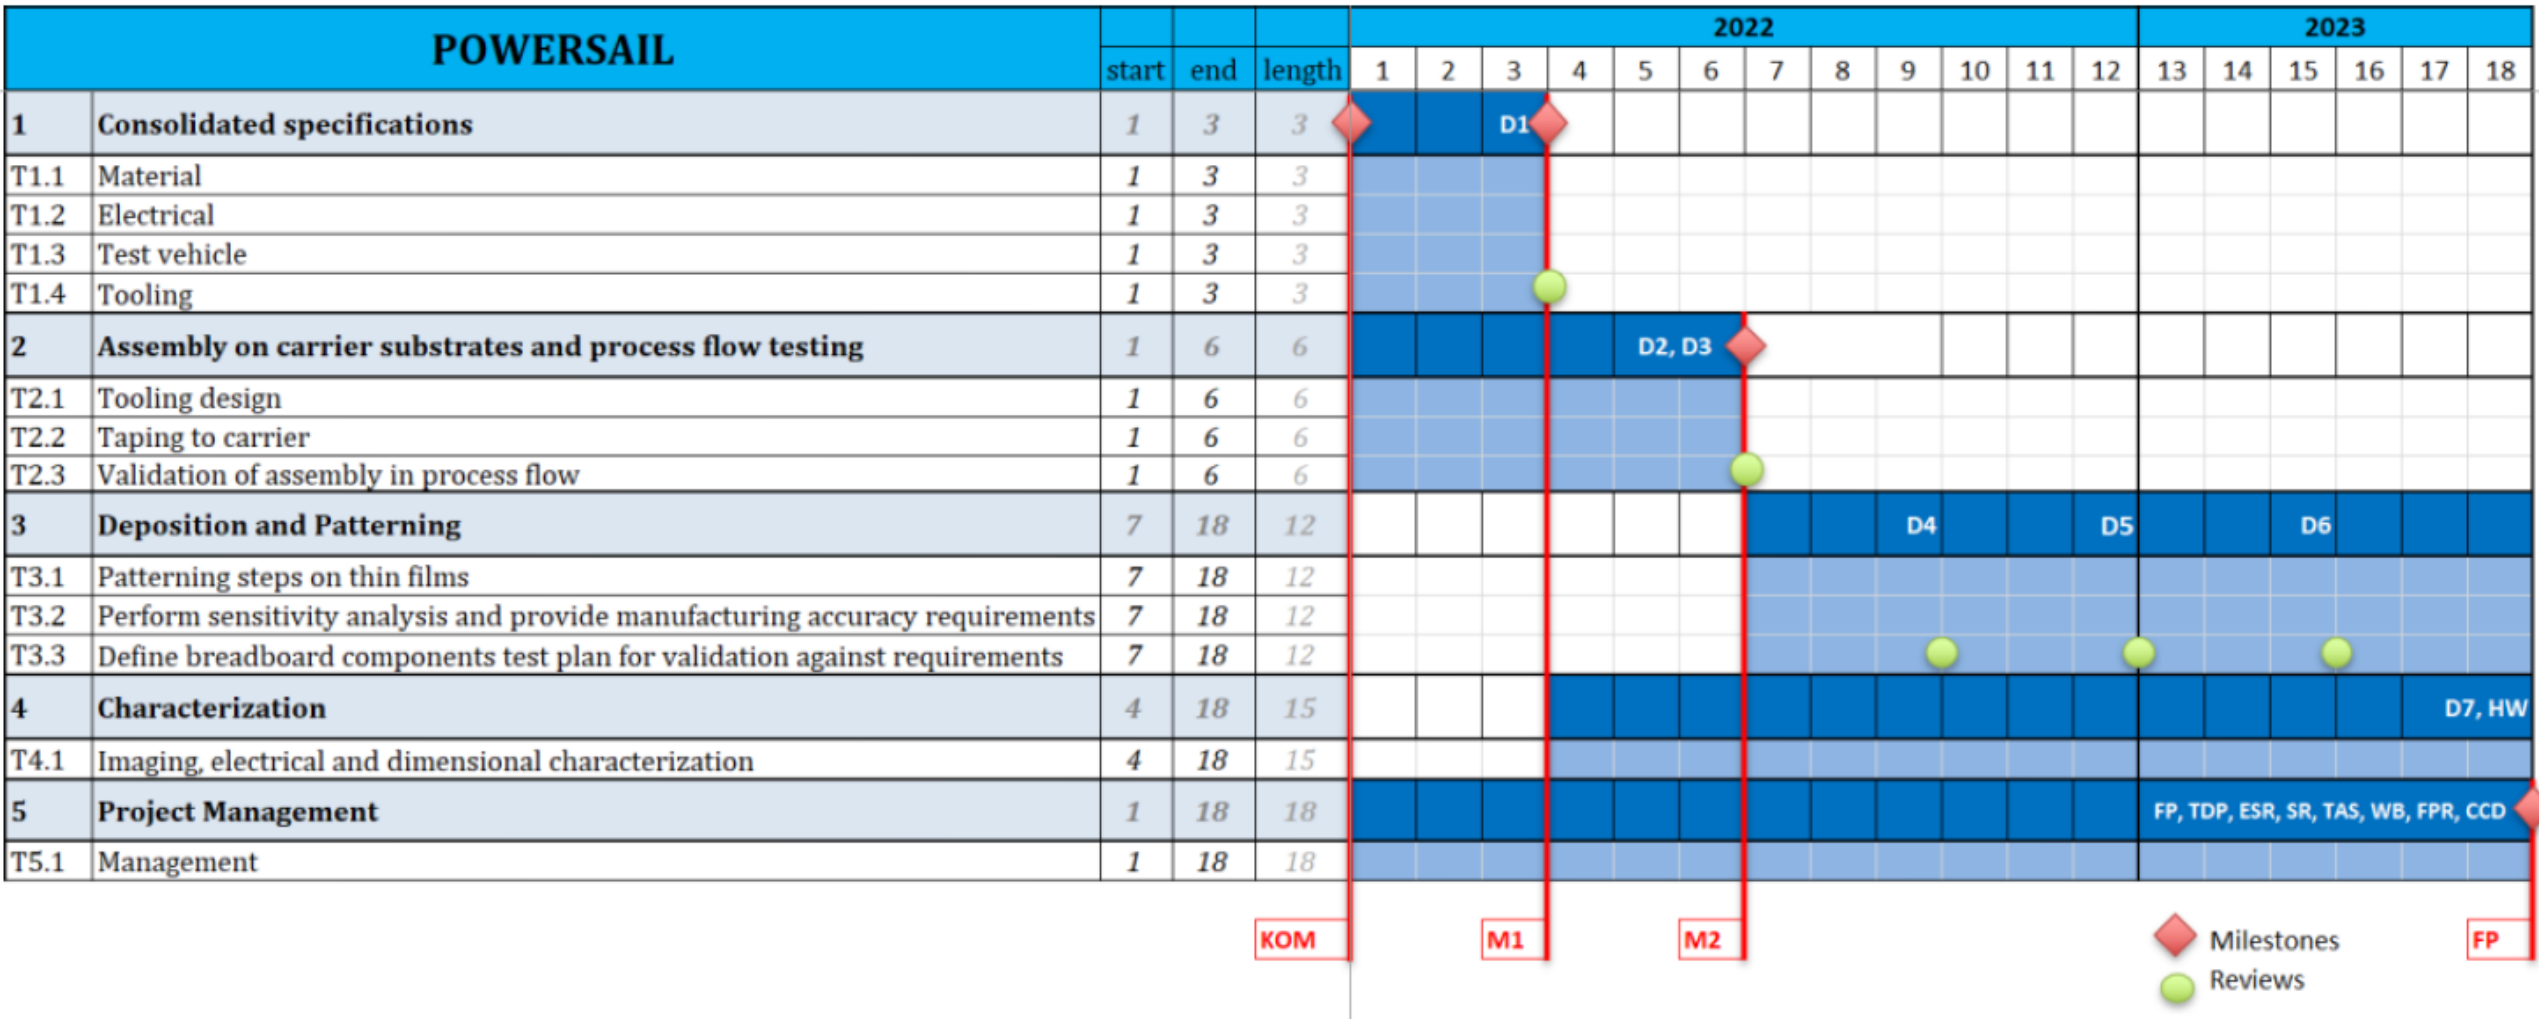 POWERSAIL
2022 2023
start end length 1 2 3 4 5 6 7 8 9 10 11 12 13 14 15 16 17 18
1 Consolidated specifications 1 3 3 D1
T1.1 Material 1 3 3
T1.2 Electrical 1 3 3
T1.3 Test vehicle 1 3 3
T1.4 Tooling 1 3 3
2 Assembly on carrier substrates and process flow testing 1 6 6 D2, D3
T2.1 Tooling design 1 6 6
T2.2 Taping to carrier 1 6 6
T2.3 Validation of assembly in process flow 1 6 6
3 Deposition and Patterning 7 18 12 D4 D5 D6
T3.1 Patterning steps on thin films 7 18 12
T3.2 Perform sensitivity analysis and provide manufacturing accuracy requirements 7 18 12
T3.3 Define breadboard components test plan for validation against requirements 7 18 12
4 Characterization 4 18 15 D7, HW
T4.1 Imaging, electrical and dimensional characterization 4 18 15
5 Project Management 1 18 18 FP, TDP, ESR, SR, TAS, WB, FPR, CCD
T5.1 Management 1 18 18
KOM M1 M2 Milestones FP
Reviews